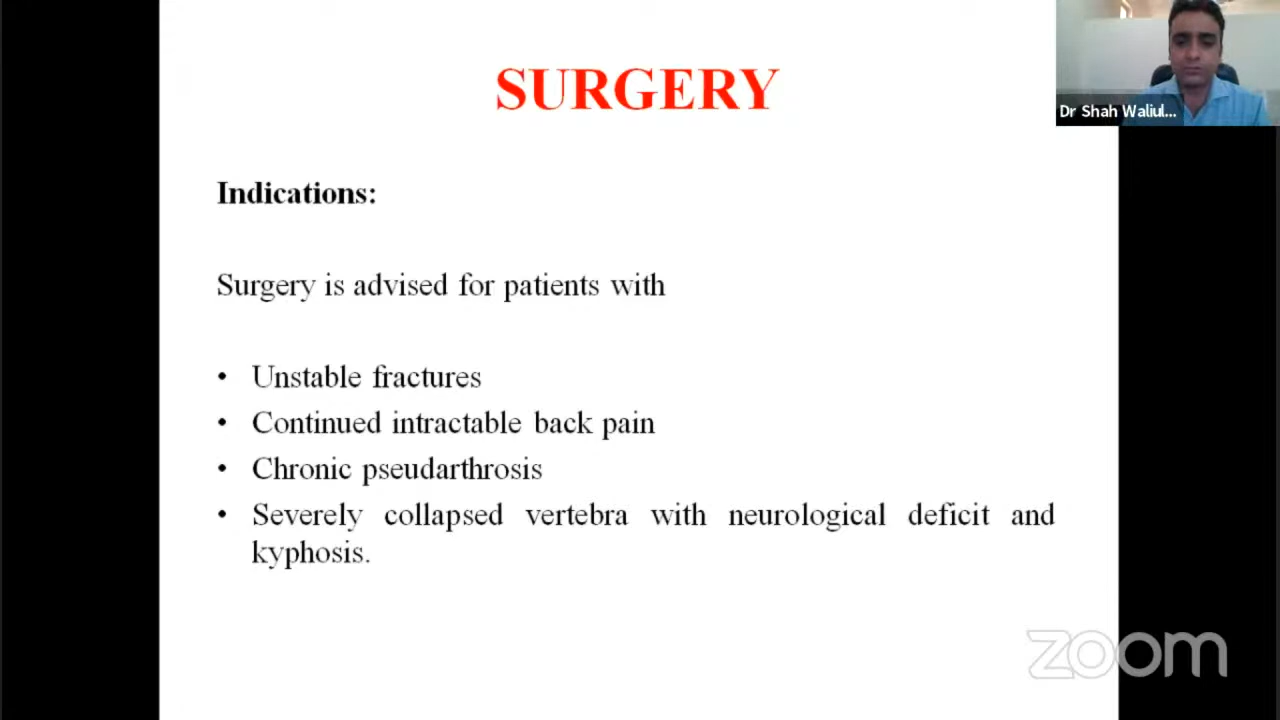 SURGERY
Dr Shah Waliul...
Indications:
Surgery is advised for patients with
• Unstable fractures
• Continued intractable back pain
• Chronic pseudarthrosis
• Severely collapsed vertebra with neurological deficit and
kyphosis.
zoom